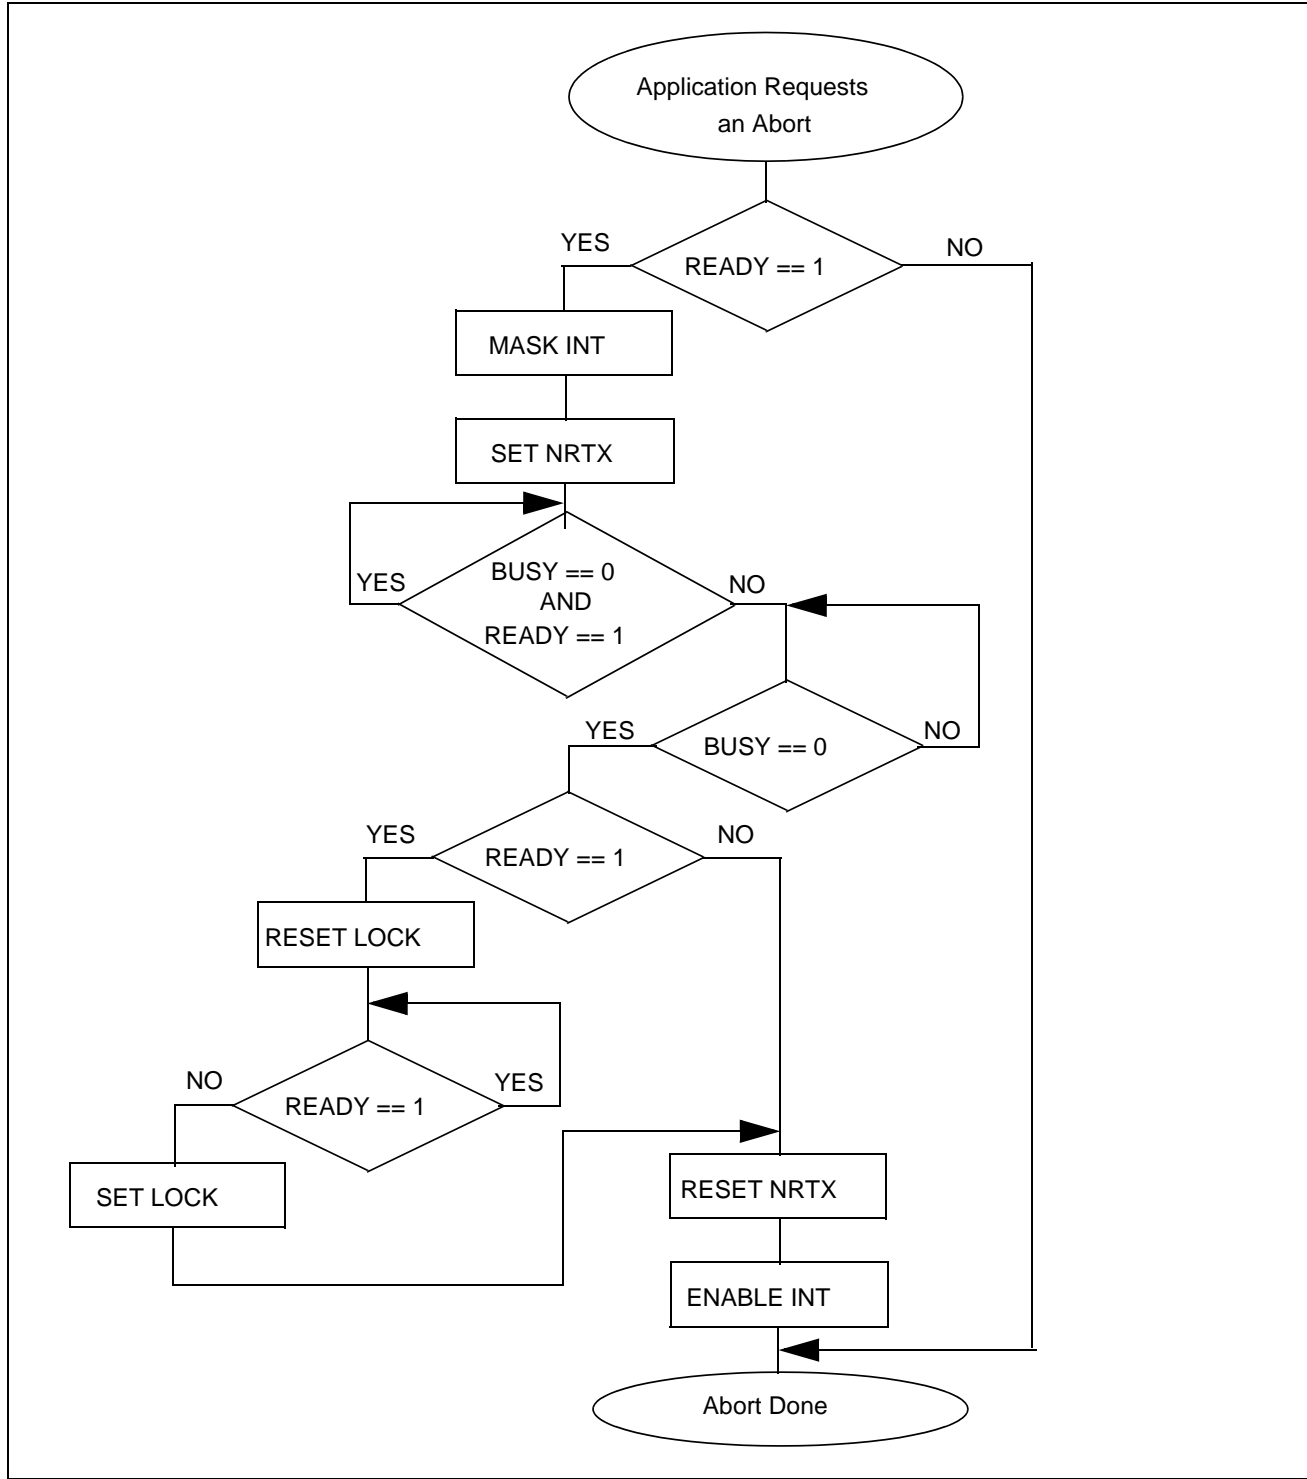 Application Requests
an Abort
YES
NO
READY == 1
MASK INT
SET NRTX
YES
BUSY == 0
AND
READY == 1
NO
YES
BUSY == 0
NO
YES
READY == 1
NO
RESET LOCK
NO
READY == 1
YES
SET LOCK
RESET NRTX
ENABLE INT
Abort Done